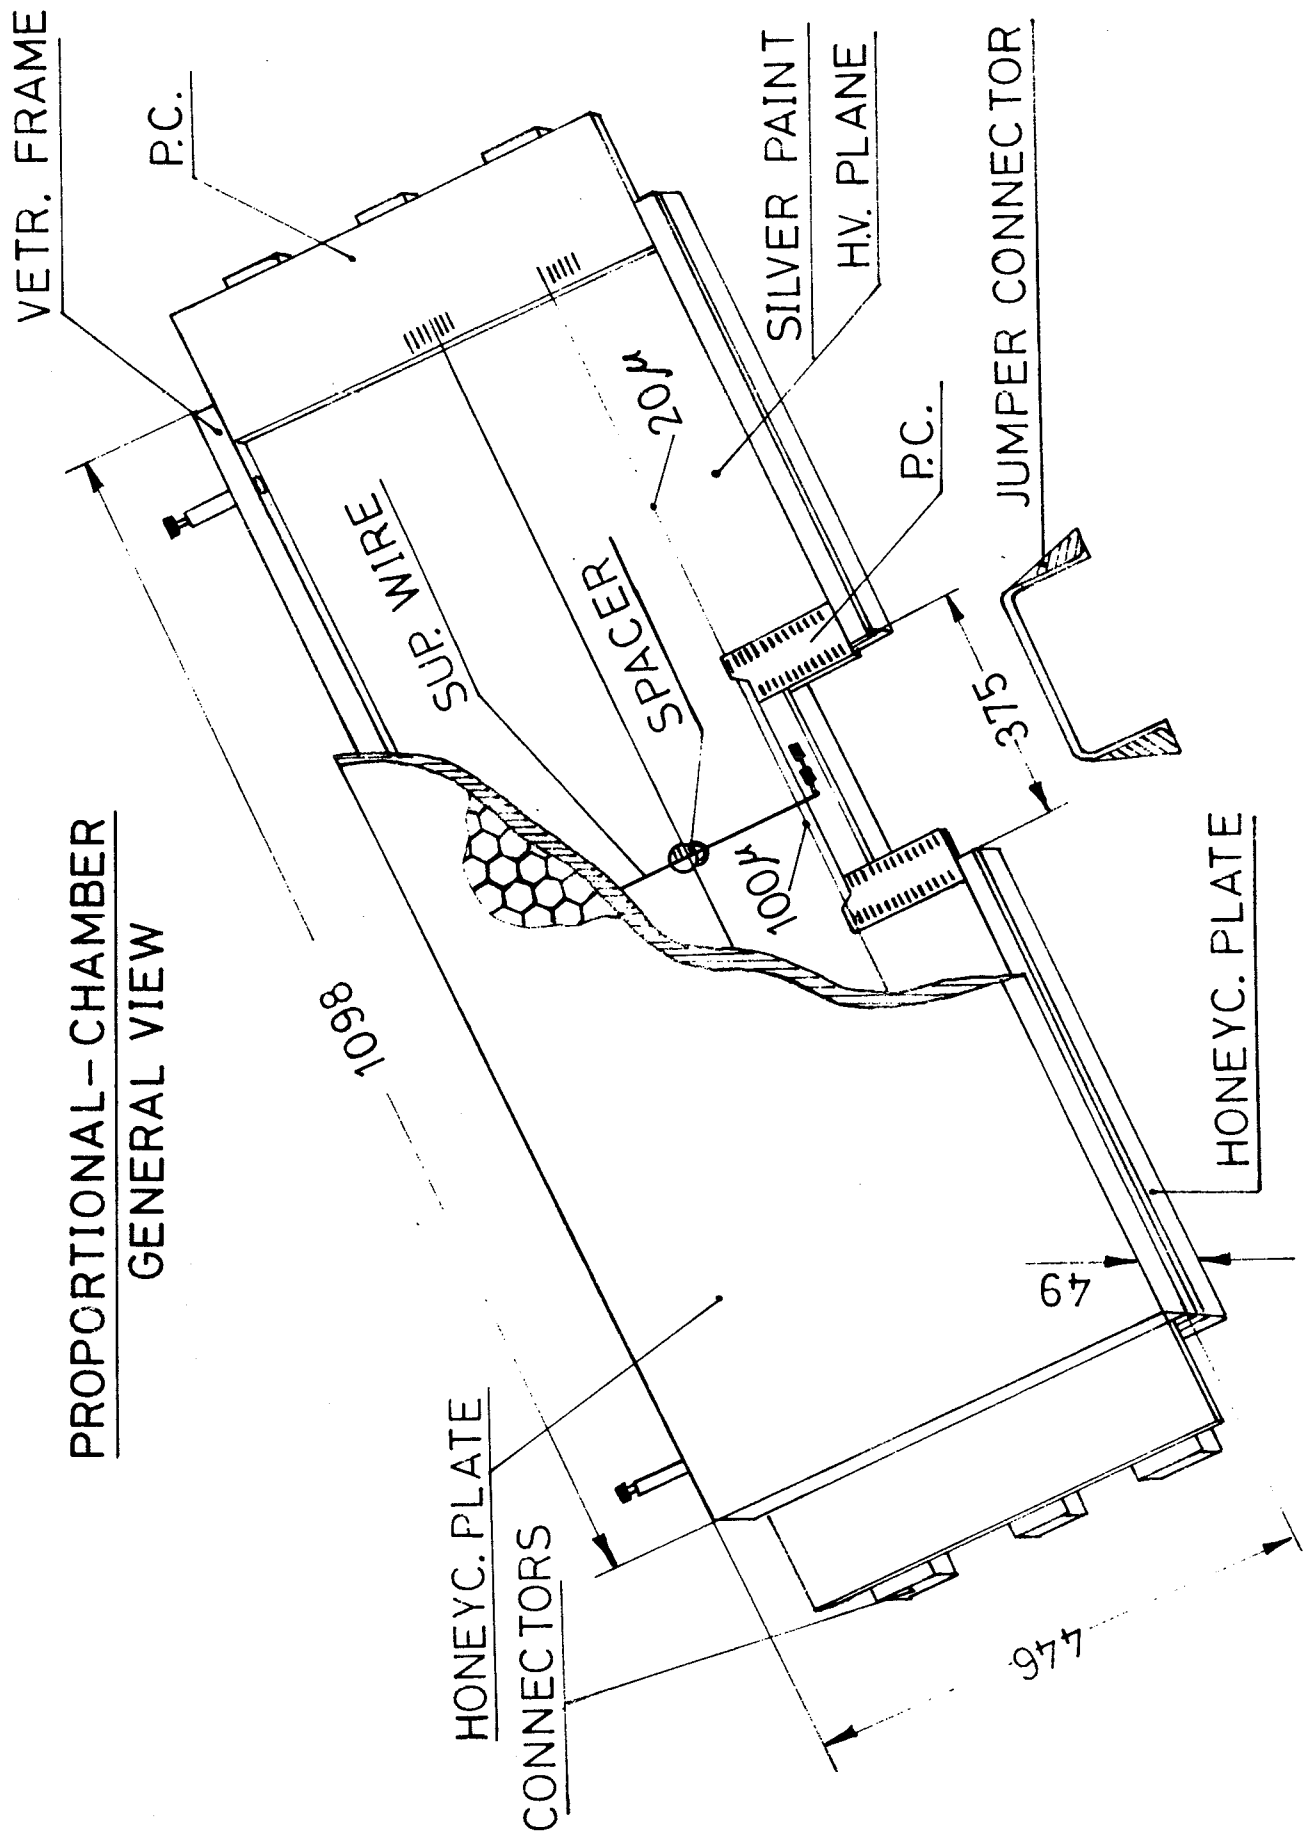 PROPORTIONAL-CHAMBER
GENERAL VIEW
VETR. FRAME
P.C.
1098
SUP. WIRE
SPACER
20μ
100μ
SILVER PAINT
H.V. PLANE
P.C.
JUMPER CONNECTOR
375
HONEYC. PLATE
CONNECTORS
446
49
HONEYC. PLATE